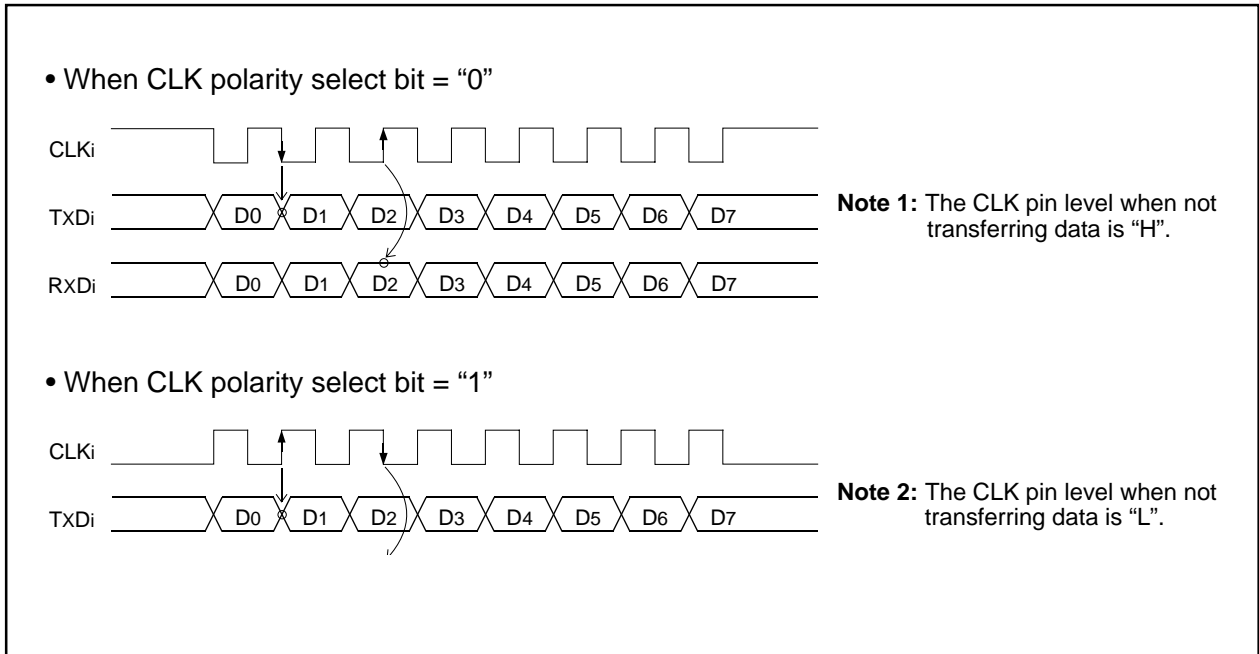 • When CLK polarity select bit = “0”
CLKi
TXDi D0 D1 D2 D3 D4 D5 D6 D7
RXDi D0 D1 D2 D3 D4 D5 D6 D7
Note 1: The CLK pin level when not
transferring data is “H”.
• When CLK polarity select bit = “1”
CLKi
TXDi D0 D1 D2 D3 D4 D5 D6 D7
Note 2: The CLK pin level when not
transferring data is “L”.